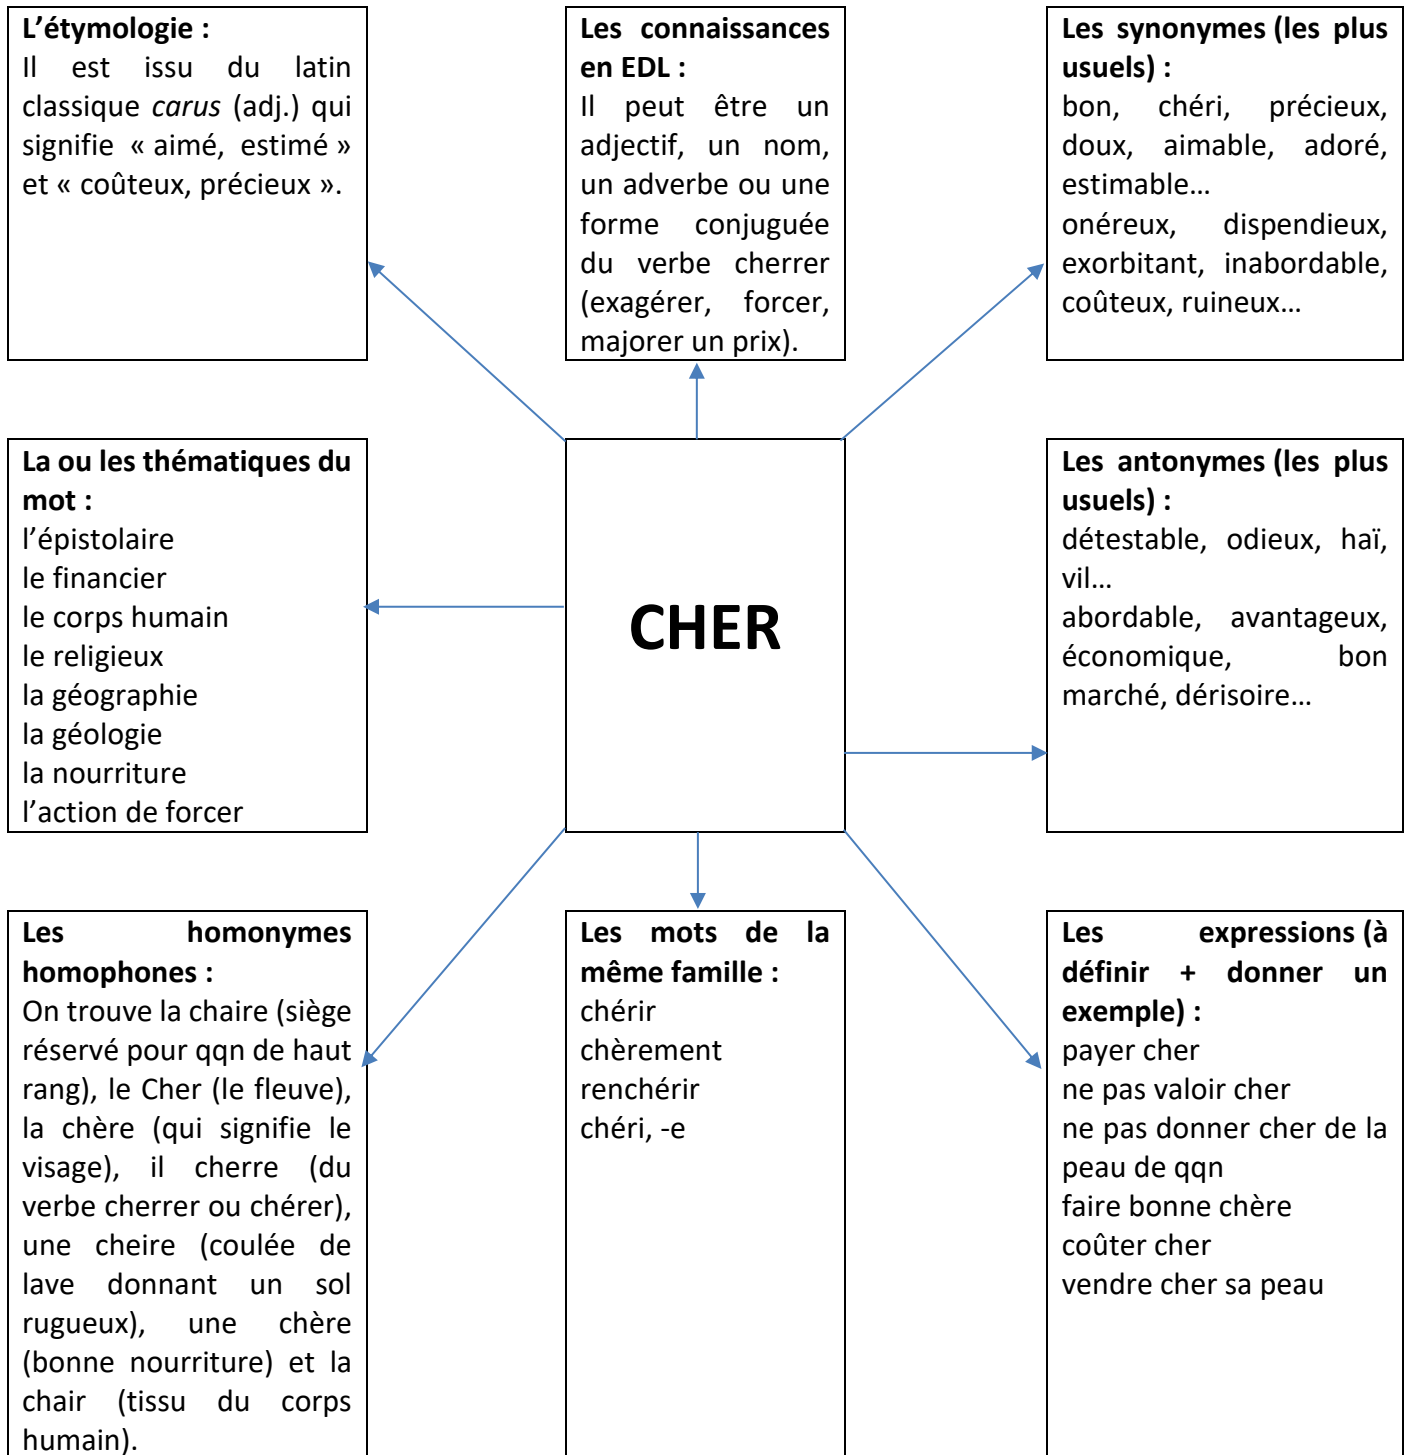 L’étymologie :
Il est issu du latin
classique carus (adj.) qui
signifie « aimé, estimé »
et « coûteux, précieux ».
Les connaissances
en EDL :
Il peut être un
adjectif, un nom,
un adverbe ou une
forme conjuguée
du verbe cherrer
(exagérer, forcer,
majorer un prix).
Les synonymes (les plus
usuels) :
bon, chéri, précieux,
doux, aimable, adoré,
estimable…
onéreux, dispendieux,
exorbitant, inabordable,
coûteux, ruineux…
La ou les thématiques du
mot :
l’épistolaire
le financier
le corps humain
le religieux
la géographie
la géologie
la nourriture
l’action de forcer
CHER
Les antonymes (les plus
usuels) :
détestable, odieux, haï,
vil…
abordable, avantageux,
économique, bon
marché, dérisoire…
Les homonymes
homophones :
On trouve la chaire (siège
réservé pour qqn de haut
rang), le Cher (le fleuve),
la chère (qui signifie le
visage), il cherre (du
verbe cherrer ou chérer),
une cheire (coulée de
lave donnant un sol
rugueux), une chère
(bonne nourriture) et la
chair (tissu du corps
humain).
Les mots de la
même famille :
chérir
chèrement
renchérir
chéri, -e
Les expressions (à
définir + donner un
exemple) :
payer cher
ne pas valoir cher
ne pas donner cher de la
peau de qqn
faire bonne chère
coûter cher
vendre cher sa peau